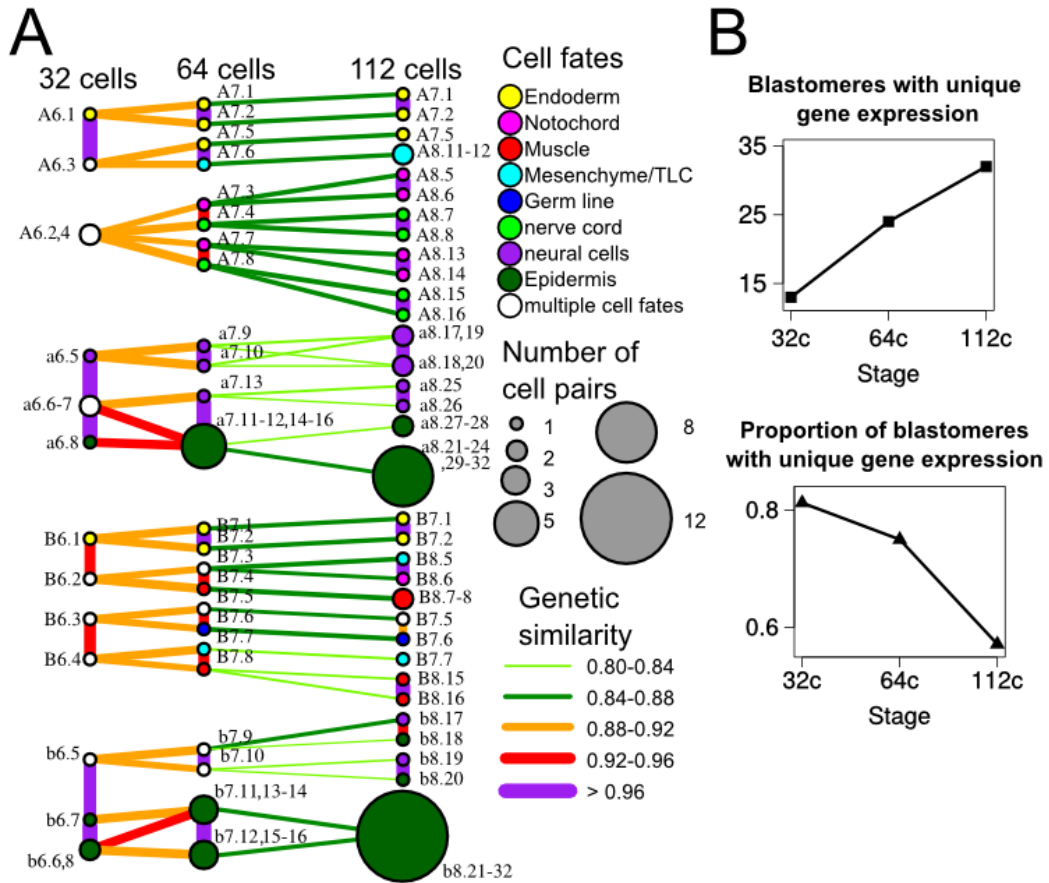 A
32 cells
64 cells
112 cells
A6.1
A6.3
A6.2,4
a6.5
a6.6-7
a6.8
B6.1
B6.2
B6.3
B6.4
b6.5
b6.7
b6.6,8
A7.1
A7.2
A7.5
A7.6
A7.3
A7.4
A7.7
A7.8
a7.9
a7.10
a7.13
a7.11-12,14-16
B7.1
B7.2
B7.3
B7.4
B7.5
B7.6
B7.7
B7.8
b7.9
b7.10
b7.11,13-14
b7.12,15-16
A7.1
A7.2
A7.5
A8.11-12
A8.5
A8.6
A8.7
A8.8
A8.13
A8.14
A8.15
A8.16
a8.17,19
a8.18,20
a8.25
a8.26
a8.27-28
a8.21-24
,29-32
B7.1
B7.2
B8.5
B8.6
B8.7-8
B7.5
B7.6
B7.7
B8.15
B8.16
b8.17
b8.18
b8.19
b8.20
b8.21-32
Cell fates
Endoderm
Notochord
Muscle
Mesenchyme/TLC
Germ line
nerve cord
neural cells
Epidermis
multiple cell fates
Number of
cell pairs
1
2
3
5
8
12
Genetic
similarity
0.80-0.84
0.84-0.88
0.88-0.92
0.92-0.96
> 0.96
B
Blastomeres with unique
gene expression
35
25
15
32c
64c
112c
Stage
Proportion of blastomeres
with unique gene expression
0.8
0.6
32c
64c
112c
Stage